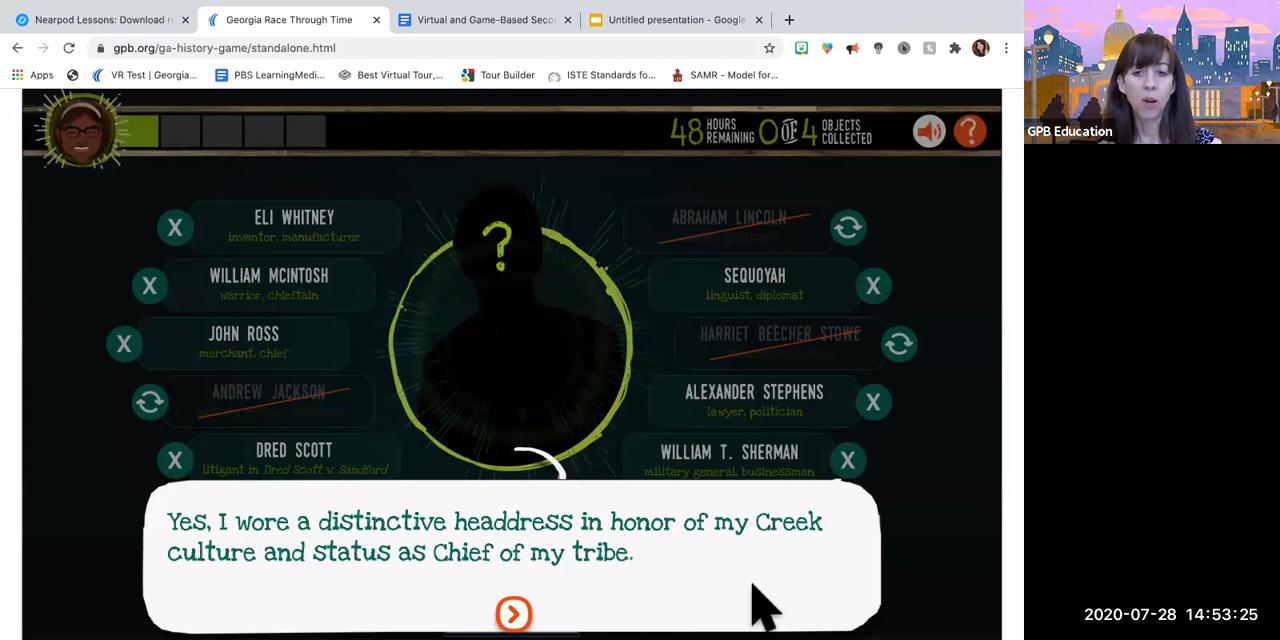 Nearpod Lessons: Download r
Georgia Race Through Time
Virtual and Game-Based Seco
Untitled presentation - Google
gpb.org/ga-history-game/standalone.html
Apps
VR Test | Georgia...
PBS LearningMedi...
Best Virtual Tour,...
Tour Builder
ISTE Standards fo...
SAMR - Model for...
48 HOURS REMAINING 0 OF 4 OBJECTS COLLECTED
?
GPB Education
X ELI WHITNEY
inventor, manufacturer
X WILLIAM MCINTOSH
warrior, chieftain
X JOHN ROSS
merchant, chief
ANDREW JACKSON
X DRED SCOTT
litigant in Dred Scott v. Sandford
?
ABRAHAM LINCOLN
SEQUOYAH X
linguist, diplomat
HARRIET BEECHER STOWE
ALEXANDER STEPHENS X
lawyer, politician
WILLIAM T. SHERMAN X
military general, businessman
Yes, I wore a distinctive headdress in honor of my Creek
culture and status as Chief of my tribe.
2020-07-28 14:53:25